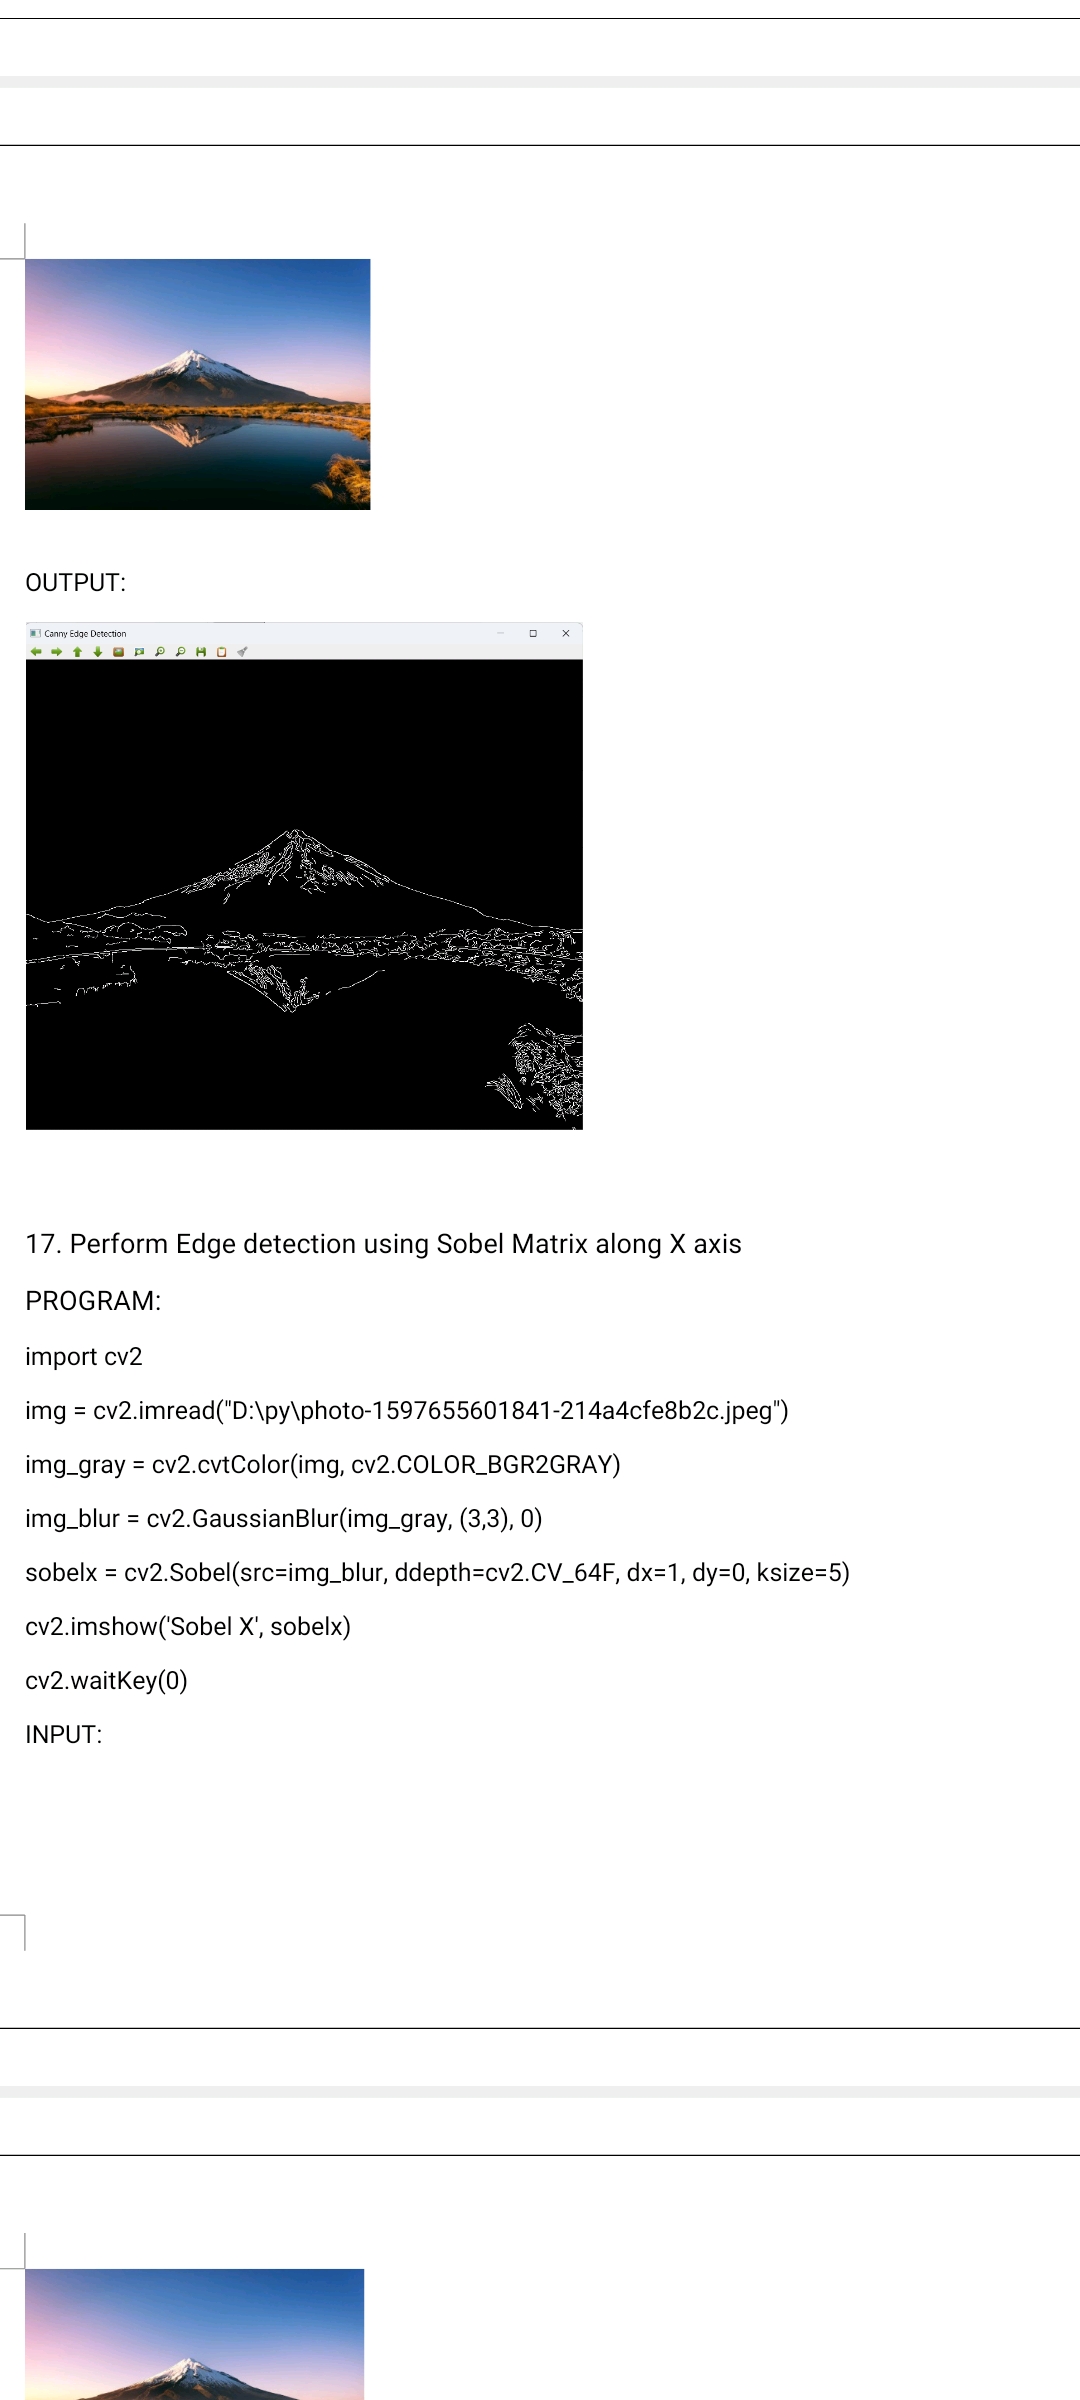 OUTPUT:
Canny Edge Detection
17. Perform Edge detection using Sobel Matrix along X axis
PROGRAM:
import cv2
img = cv2.imread("D:\py\photo-1597655601841-214a4cfe8b2c.jpeg")
img_gray = cv2.cvtColor(img, cv2.COLOR_BGR2GRAY)
img_blur = cv2.GaussianBlur(img_gray, (3,3), 0)
sobelx = cv2.Sobel(src=img_blur, ddepth=cv2.CV_64F, dx=1, dy=0, ksize=5)
cv2.imshow('Sobel X', sobelx)
cv2.waitKey(0)
INPUT: